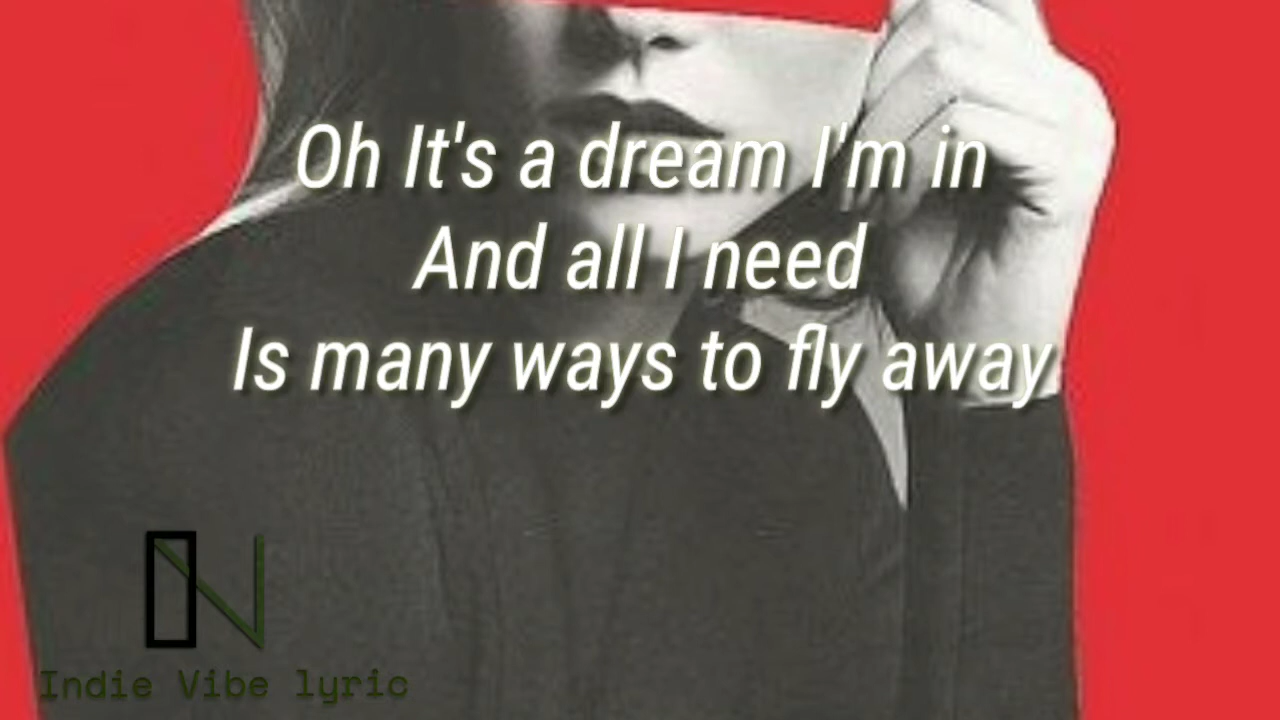 Oh It's a dream I'm in
And all I need
Is many ways to fly away
Indie Vibe lyric